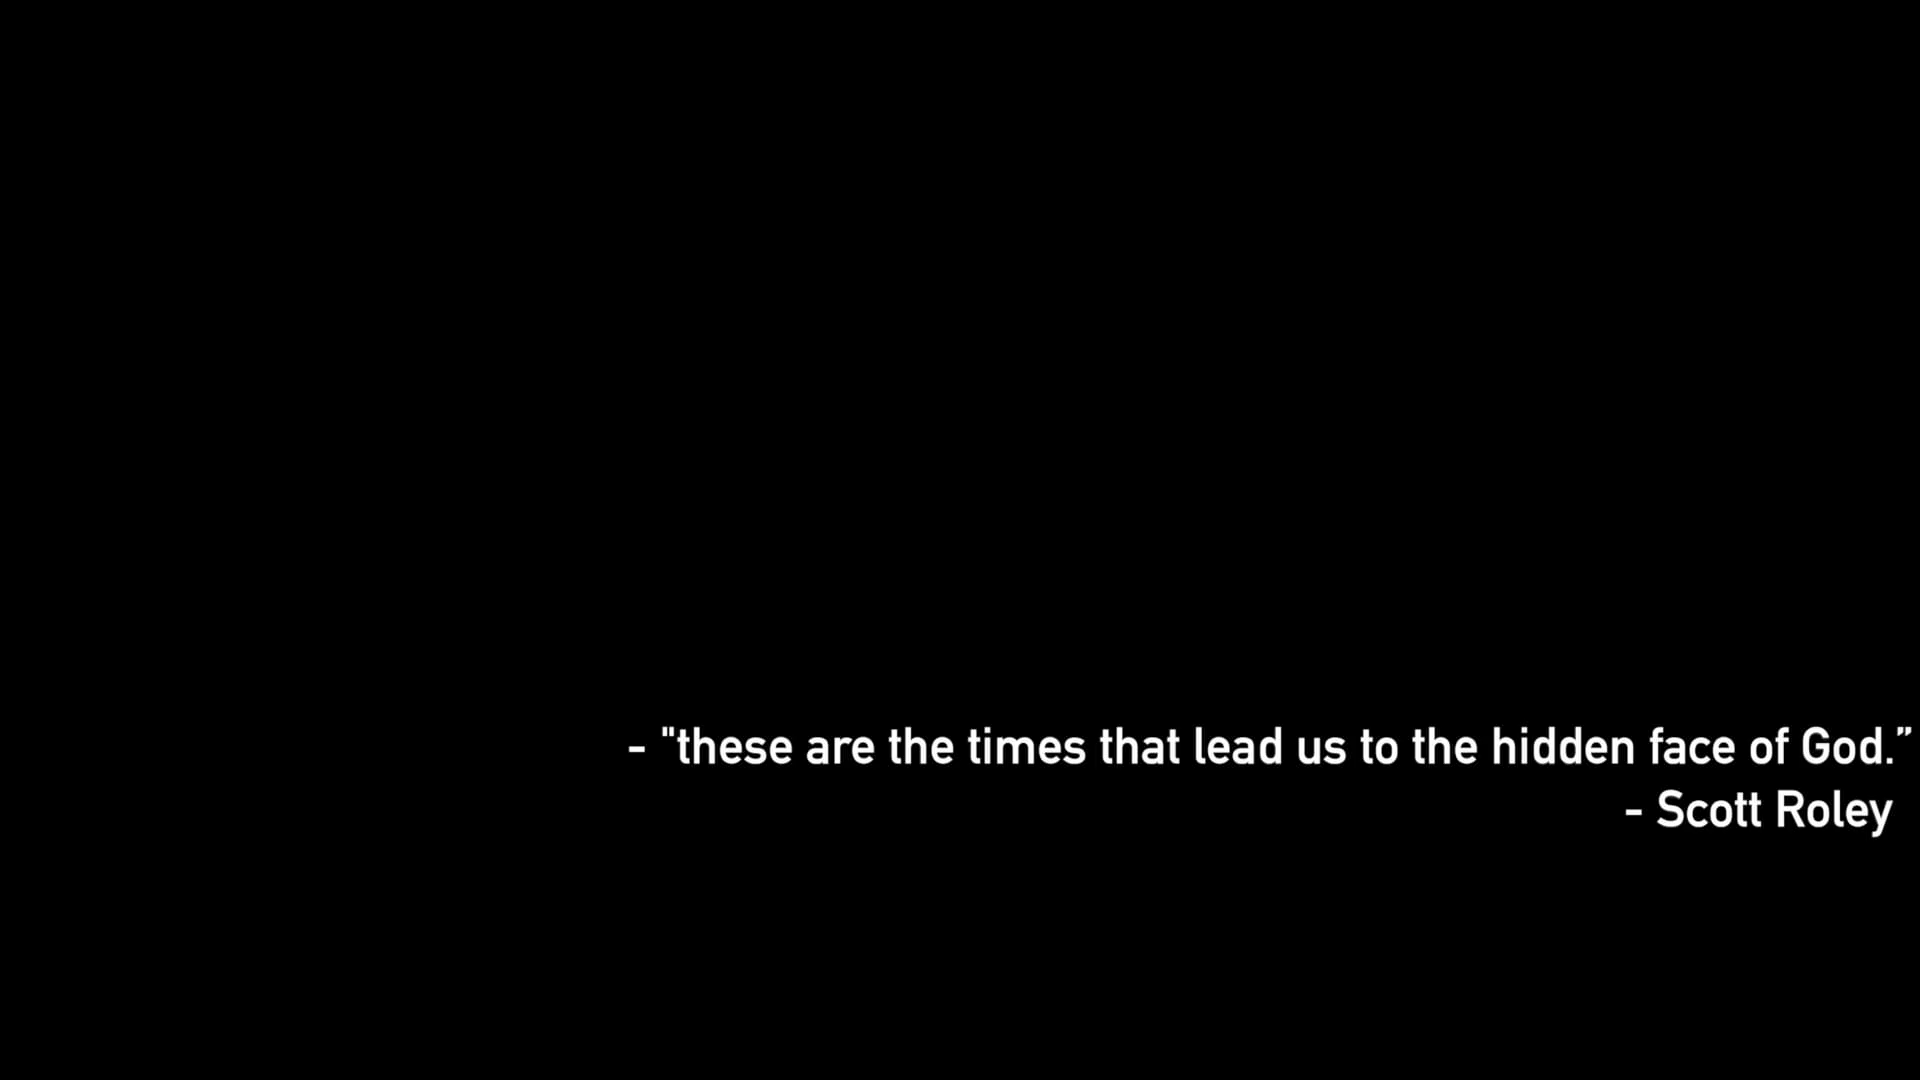 - "these are the times that lead us to the hidden face of God.”
- Scott Roley